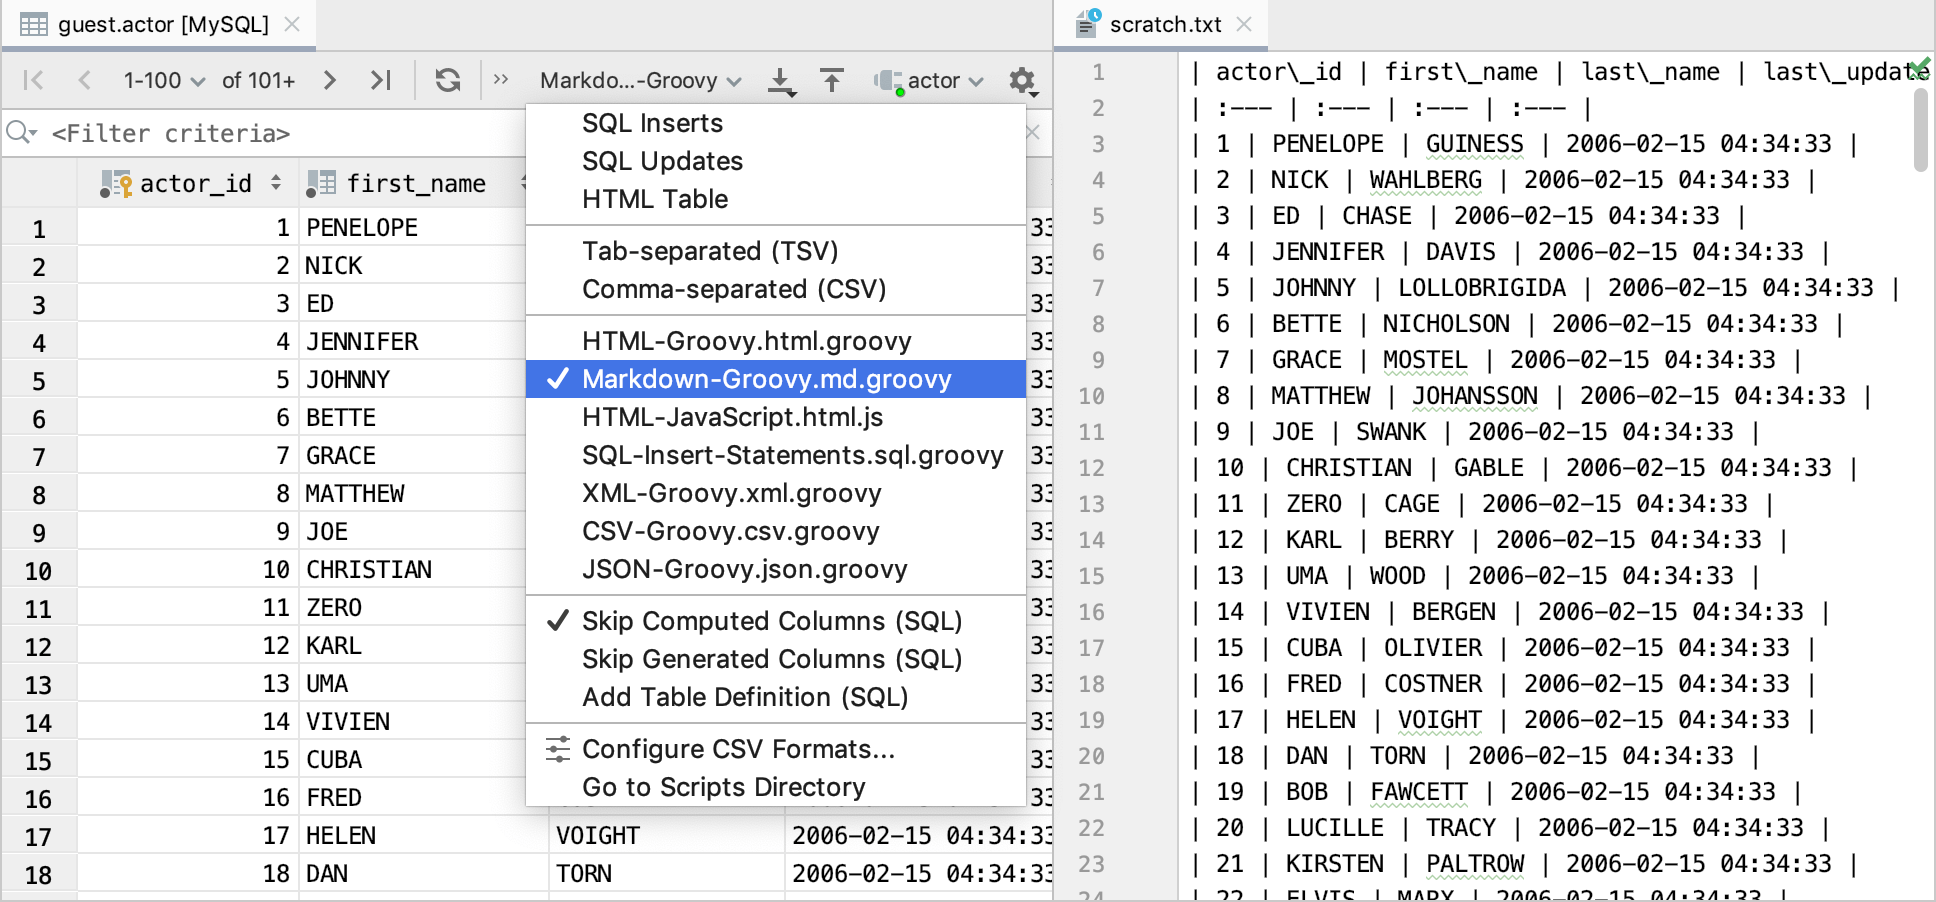 guest.actor [MySQL]
1-100 of 101+ Markdo...-Groovy actor
<Filter criteria>
actor_id first_name
1 1 PENELOPE 33
2 2 NICK 33
3 3 ED 33
4 4 JENNIFER 33
5 5 JOHNNY 33
6 6 BETTE 33
7 7 GRACE 33
8 8 MATTHEW 33
9 9 JOE 33
10 10 CHRISTIAN 33
11 11 ZERO 33
12 12 KARL 33
13 13 UMA 33
14 14 VIVIEN 33
15 15 CUBA 33
16 16 FRED 33
17 17 HELEN VOIGHT 2006-02-15 04:34:33
18 18 DAN TORN 2006-02-15 04:34:33
SQL Inserts
SQL Updates
HTML Table
Tab-separated (TSV)
Comma-separated (CSV)
HTML-Groovy.html.groovy
Markdown-Groovy.md.groovy
HTML-JavaScript.html.js
SQL-Insert-Statements.sql.groovy
XML-Groovy.xml.groovy
CSV-Groovy.csv.groovy
JSON-Groovy.json.groovy
Skip Computed Columns (SQL)
Skip Generated Columns (SQL)
Add Table Definition (SQL)
Configure CSV Formats...
Go to Scripts Directory
scratch.txt
1 | actor\_id | first\_name | last\_name | last\_update
2 | :--- | :--- | :--- | :--- |
3 | 1 | PENELOPE | GUINESS | 2006-02-15 04:34:33 |
4 | 2 | NICK | WAHLBERG | 2006-02-15 04:34:33 |
5 | 3 | ED | CHASE | 2006-02-15 04:34:33 |
6 | 4 | JENNIFER | DAVIS | 2006-02-15 04:34:33 |
7 | 5 | JOHNNY | LOLLOBRIGIDA | 2006-02-15 04:34:33 |
8 | 6 | BETTE | NICHOLSON | 2006-02-15 04:34:33 |
9 | 7 | GRACE | MOSTEL | 2006-02-15 04:34:33 |
10 | 8 | MATTHEW | JOHANSSON | 2006-02-15 04:34:33 |
11 | 9 | JOE | SWANK | 2006-02-15 04:34:33 |
12 | 10 | CHRISTIAN | GABLE | 2006-02-15 04:34:33 |
13 | 11 | ZERO | CAGE | 2006-02-15 04:34:33 |
14 | 12 | KARL | BERRY | 2006-02-15 04:34:33 |
15 | 13 | UMA | WOOD | 2006-02-15 04:34:33 |
16 | 14 | VIVIEN | BERGEN | 2006-02-15 04:34:33 |
17 | 15 | CUBA | OLIVIER | 2006-02-15 04:34:33 |
18 | 16 | FRED | COSTNER | 2006-02-15 04:34:33 |
19 | 17 | HELEN | VOIGHT | 2006-02-15 04:34:33 |
20 | 18 | DAN | TORN | 2006-02-15 04:34:33 |
21 | 19 | BOB | FAWCETT | 2006-02-15 04:34:33 |
22 | 20 | LUCILLE | TRACY | 2006-02-15 04:34:33 |
23 | 21 | KIRSTEN | PALTROW | 2006-02-15 04:34:33 |
24 | 22 | ELVIS | MARX | 2006-02-15 04:34:33 |